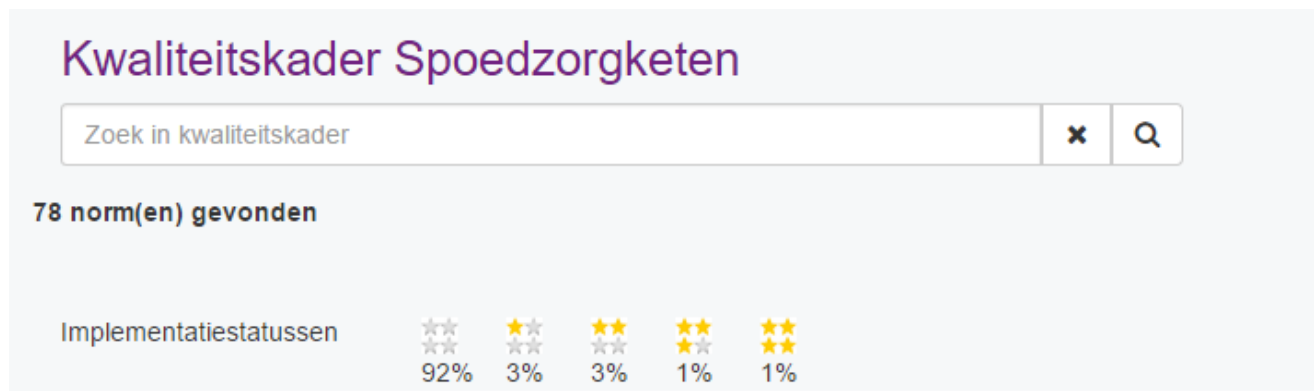 Kwaliteitskader Spoedzorgketen
Zoek in kwaliteitskader
78 norm(en) gevonden
Implementatiestatussen
92% 3% 3% 1% 1%